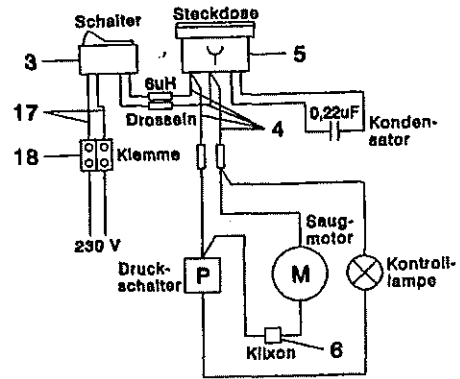 Schalter
Steckdose
3
5
6uH
17
Drosseln
4
0,22uF
Konden-
sator
18
Klemme
230 V
Saug-
motor
Druck-
schalter
P
M
Kontroll-
lampe
Klixon
6